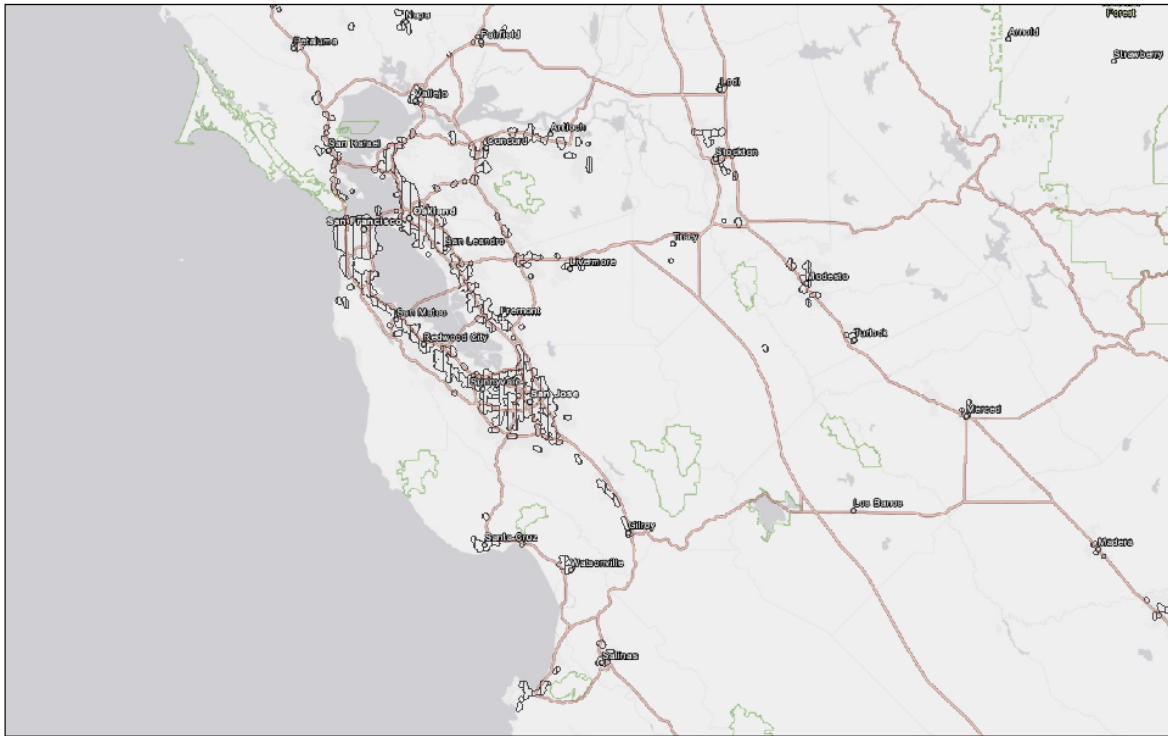 Napa
Forest
Petaluma
Fairfield
Arnold
Strawberry
Lodi
Vallejo
Antioch
San Rafael
Concord
Stockton
Oakland
San Francisco
San Leandro
Tracy
Livermore
Modesto
San Mateo
Fremont
Redwood City
Turlock
Sunnyvale
San Jose
Merced
Los Banos
Gilroy
Santa Cruz
Madera
Watsonville
Salinas